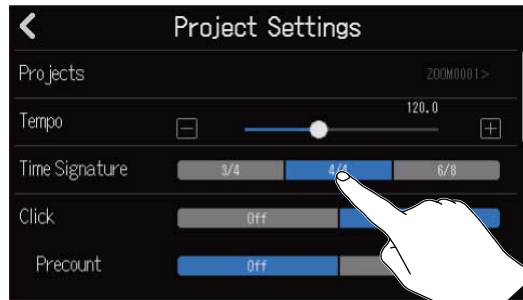 Project Settings
Projects ZOOM0001>
Tempo 120.0
Time Signature 3/4 4/4 6/8
Click Off
Precount Off